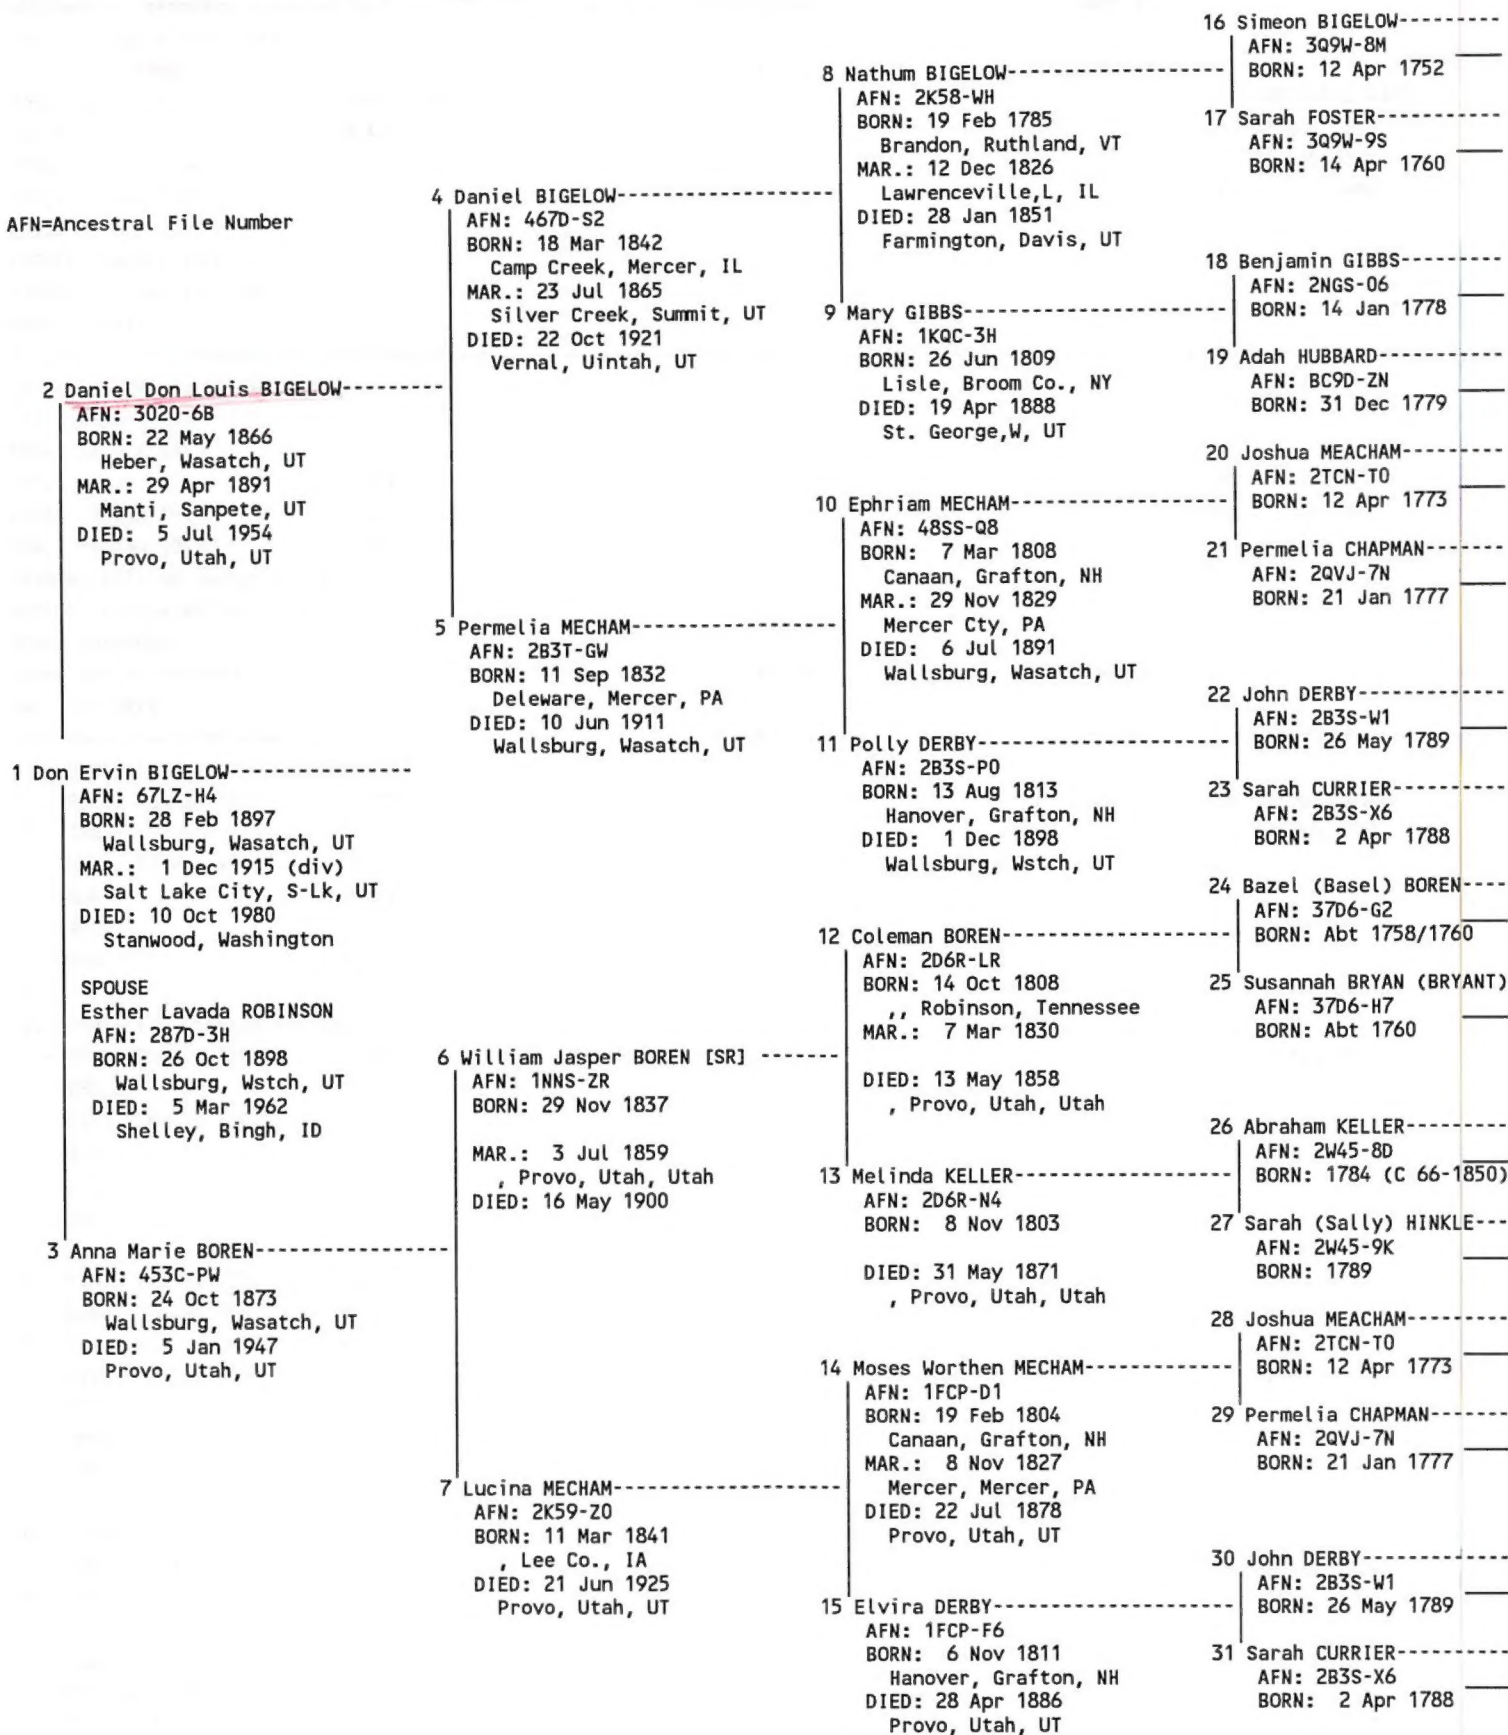 AFN=Ancestral File Number
1 Don Ervin BIGELOW----------------
AFN: 67LZ-H4
BORN: 28 Feb 1897
Wallsburg, Wasatch, UT
MAR.: 1 Dec 1915 (div)
Salt Lake City, S-Lk, UT
DIED: 10 Oct 1980
Stanwood, Washington
SPOUSE
Esther Lavada ROBINSON
AFN: 287D-3H
BORN: 26 Oct 1898
Wallsburg, Wstch, UT
DIED: 5 Mar 1962
Shelley, Bingh, ID
2 Daniel Don Louis BIGELOW---------
AFN: 3020-6B
BORN: 22 May 1866
Heber, Wasatch, UT
MAR.: 29 Apr 1891
Manti, Sanpete, UT
DIED: 5 Jul 1954
Provo, Utah, UT
3 Anna Marie BOREN-----------------
AFN: 453C-PW
BORN: 24 Oct 1873
Wallsburg, Wasatch, UT
DIED: 5 Jan 1947
Provo, Utah, UT
4 Daniel BIGELOW-------------------
AFN: 467D-S2
BORN: 18 Mar 1842
Camp Creek, Mercer, IL
MAR.: 23 Jul 1865
Silver Creek, Summit, UT
DIED: 22 Oct 1921
Vernal, Uintah, UT
5 Permelia MECHAM------------------
AFN: 2B3T-GW
BORN: 11 Sep 1832
Deleware, Mercer, PA
DIED: 10 Jun 1911
Wallsburg, Wasatch, UT
6 William Jasper BOREN [SR] -------
AFN: 1NNS-ZR
BORN: 29 Nov 1837
MAR.: 3 Jul 1859
, Provo, Utah, Utah
DIED: 16 May 1900
7 Lucina MECHAM--------------------
AFN: 2K59-Z0
BORN: 11 Mar 1841
, Lee Co., IA
DIED: 21 Jun 1925
Provo, Utah, UT
8 Nathum BIGELOW-------------------
AFN: 2K58-WH
BORN: 19 Feb 1785
Brandon, Ruthland, VT
MAR.: 12 Dec 1826
Lawrenceville,L, IL
DIED: 28 Jan 1851
Farmington, Davis, UT
9 Mary GIBBS-----------------------
AFN: 1KQC-3H
BORN: 26 Jun 1809
Lisle, Broom Co., NY
DIED: 19 Apr 1888
St. George,W, UT
10 Ephriam MECHAM-------------------
AFN: 48SS-Q8
BORN: 7 Mar 1808
Canaan, Grafton, NH
MAR.: 29 Nov 1829
Mercer Cty, PA
DIED: 6 Jul 1891
Wallsburg, Wasatch, UT
11 Polly DERBY----------------------
AFN: 2B3S-P0
BORN: 13 Aug 1813
Hanover, Grafton, NH
DIED: 1 Dec 1898
Wallsburg, Wstch, UT
12 Coleman BOREN--------------------
AFN: 2D6R-LR
BORN: 14 Oct 1808
,, Robinson, Tennessee
MAR.: 7 Mar 1830
DIED: 13 May 1858
, Provo, Utah, Utah
13 Melinda KELLER-------------------
AFN: 2D6R-N4
BORN: 8 Nov 1803
DIED: 31 May 1871
, Provo, Utah, Utah
14 Moses Worthen MECHAM-------------
AFN: 1FCP-D1
BORN: 19 Feb 1804
Canaan, Grafton, NH
MAR.: 8 Nov 1827
Mercer, Mercer, PA
DIED: 22 Jul 1878
Provo, Utah, UT
15 Elvira DERBY---------------------
AFN: 1FCP-F6
BORN: 6 Nov 1811
Hanover, Grafton, NH
DIED: 28 Apr 1886
Provo, Utah, UT
16 Simeon BIGELOW---------
AFN: 3Q9W-8M
BORN: 12 Apr 1752
17 Sarah FOSTER-----------
AFN: 3Q9W-9S
BORN: 14 Apr 1760
18 Benjamin GIBBS---------
AFN: 2NGS-06
BORN: 14 Jan 1778
19 Adah HUBBARD-----------
AFN: BC9D-ZN
BORN: 31 Dec 1779
20 Joshua MEACHAM---------
AFN: 2TCN-T0
BORN: 12 Apr 1773
21 Permelia CHAPMAN-------
AFN: 2QVJ-7N
BORN: 21 Jan 1777
22 John DERBY-------------
AFN: 2B3S-W1
BORN: 26 May 1789
23 Sarah CURRIER----------
AFN: 2B3S-X6
BORN: 2 Apr 1788
24 Bazel (Basel) BOREN----
AFN: 37D6-G2
BORN: Abt 1758/1760
25 Susannah BRYAN (BRYANT)
AFN: 37D6-H7
BORN: Abt 1760
26 Abraham KELLER---------
AFN: 2W45-8D
BORN: 1784 (C 66-1850)
27 Sarah (Sally) HINKLE---
AFN: 2W45-9K
BORN: 1789
28 Joshua MEACHAM---------
AFN: 2TCN-T0
BORN: 12 Apr 1773
29 Permelia CHAPMAN-------
AFN: 2QVJ-7N
BORN: 21 Jan 1777
30 John DERBY-------------
AFN: 2B3S-W1
BORN: 26 May 1789
31 Sarah CURRIER----------
AFN: 2B3S-X6
BORN: 2 Apr 1788